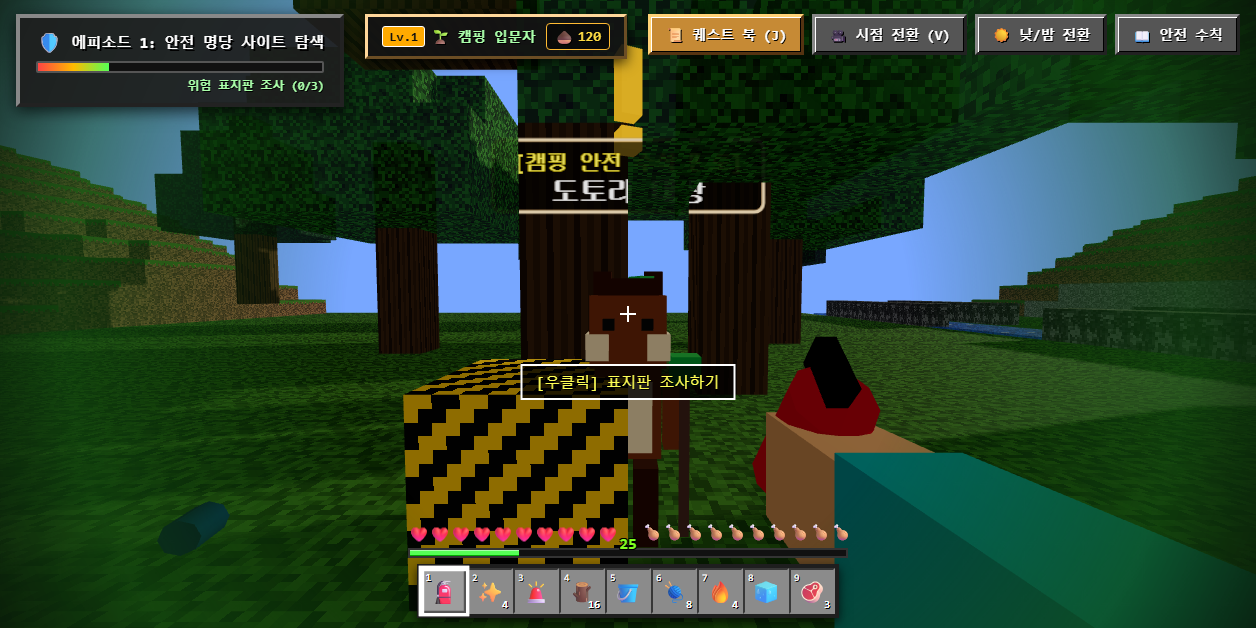 에피소드 1: 안전 명당 사이트 탐색
위험 표지판 조사 (0/3)
Lv.1 캠핑 입문자 120
퀘스트 북 (J)
시점 전환 (V)
낮/밤 전환
안전 수칙
[캠핑 안전
[우클릭] 표지판 조사하기
25
1
2 4
3
4 16
5
6 8
7 4
8
9 3